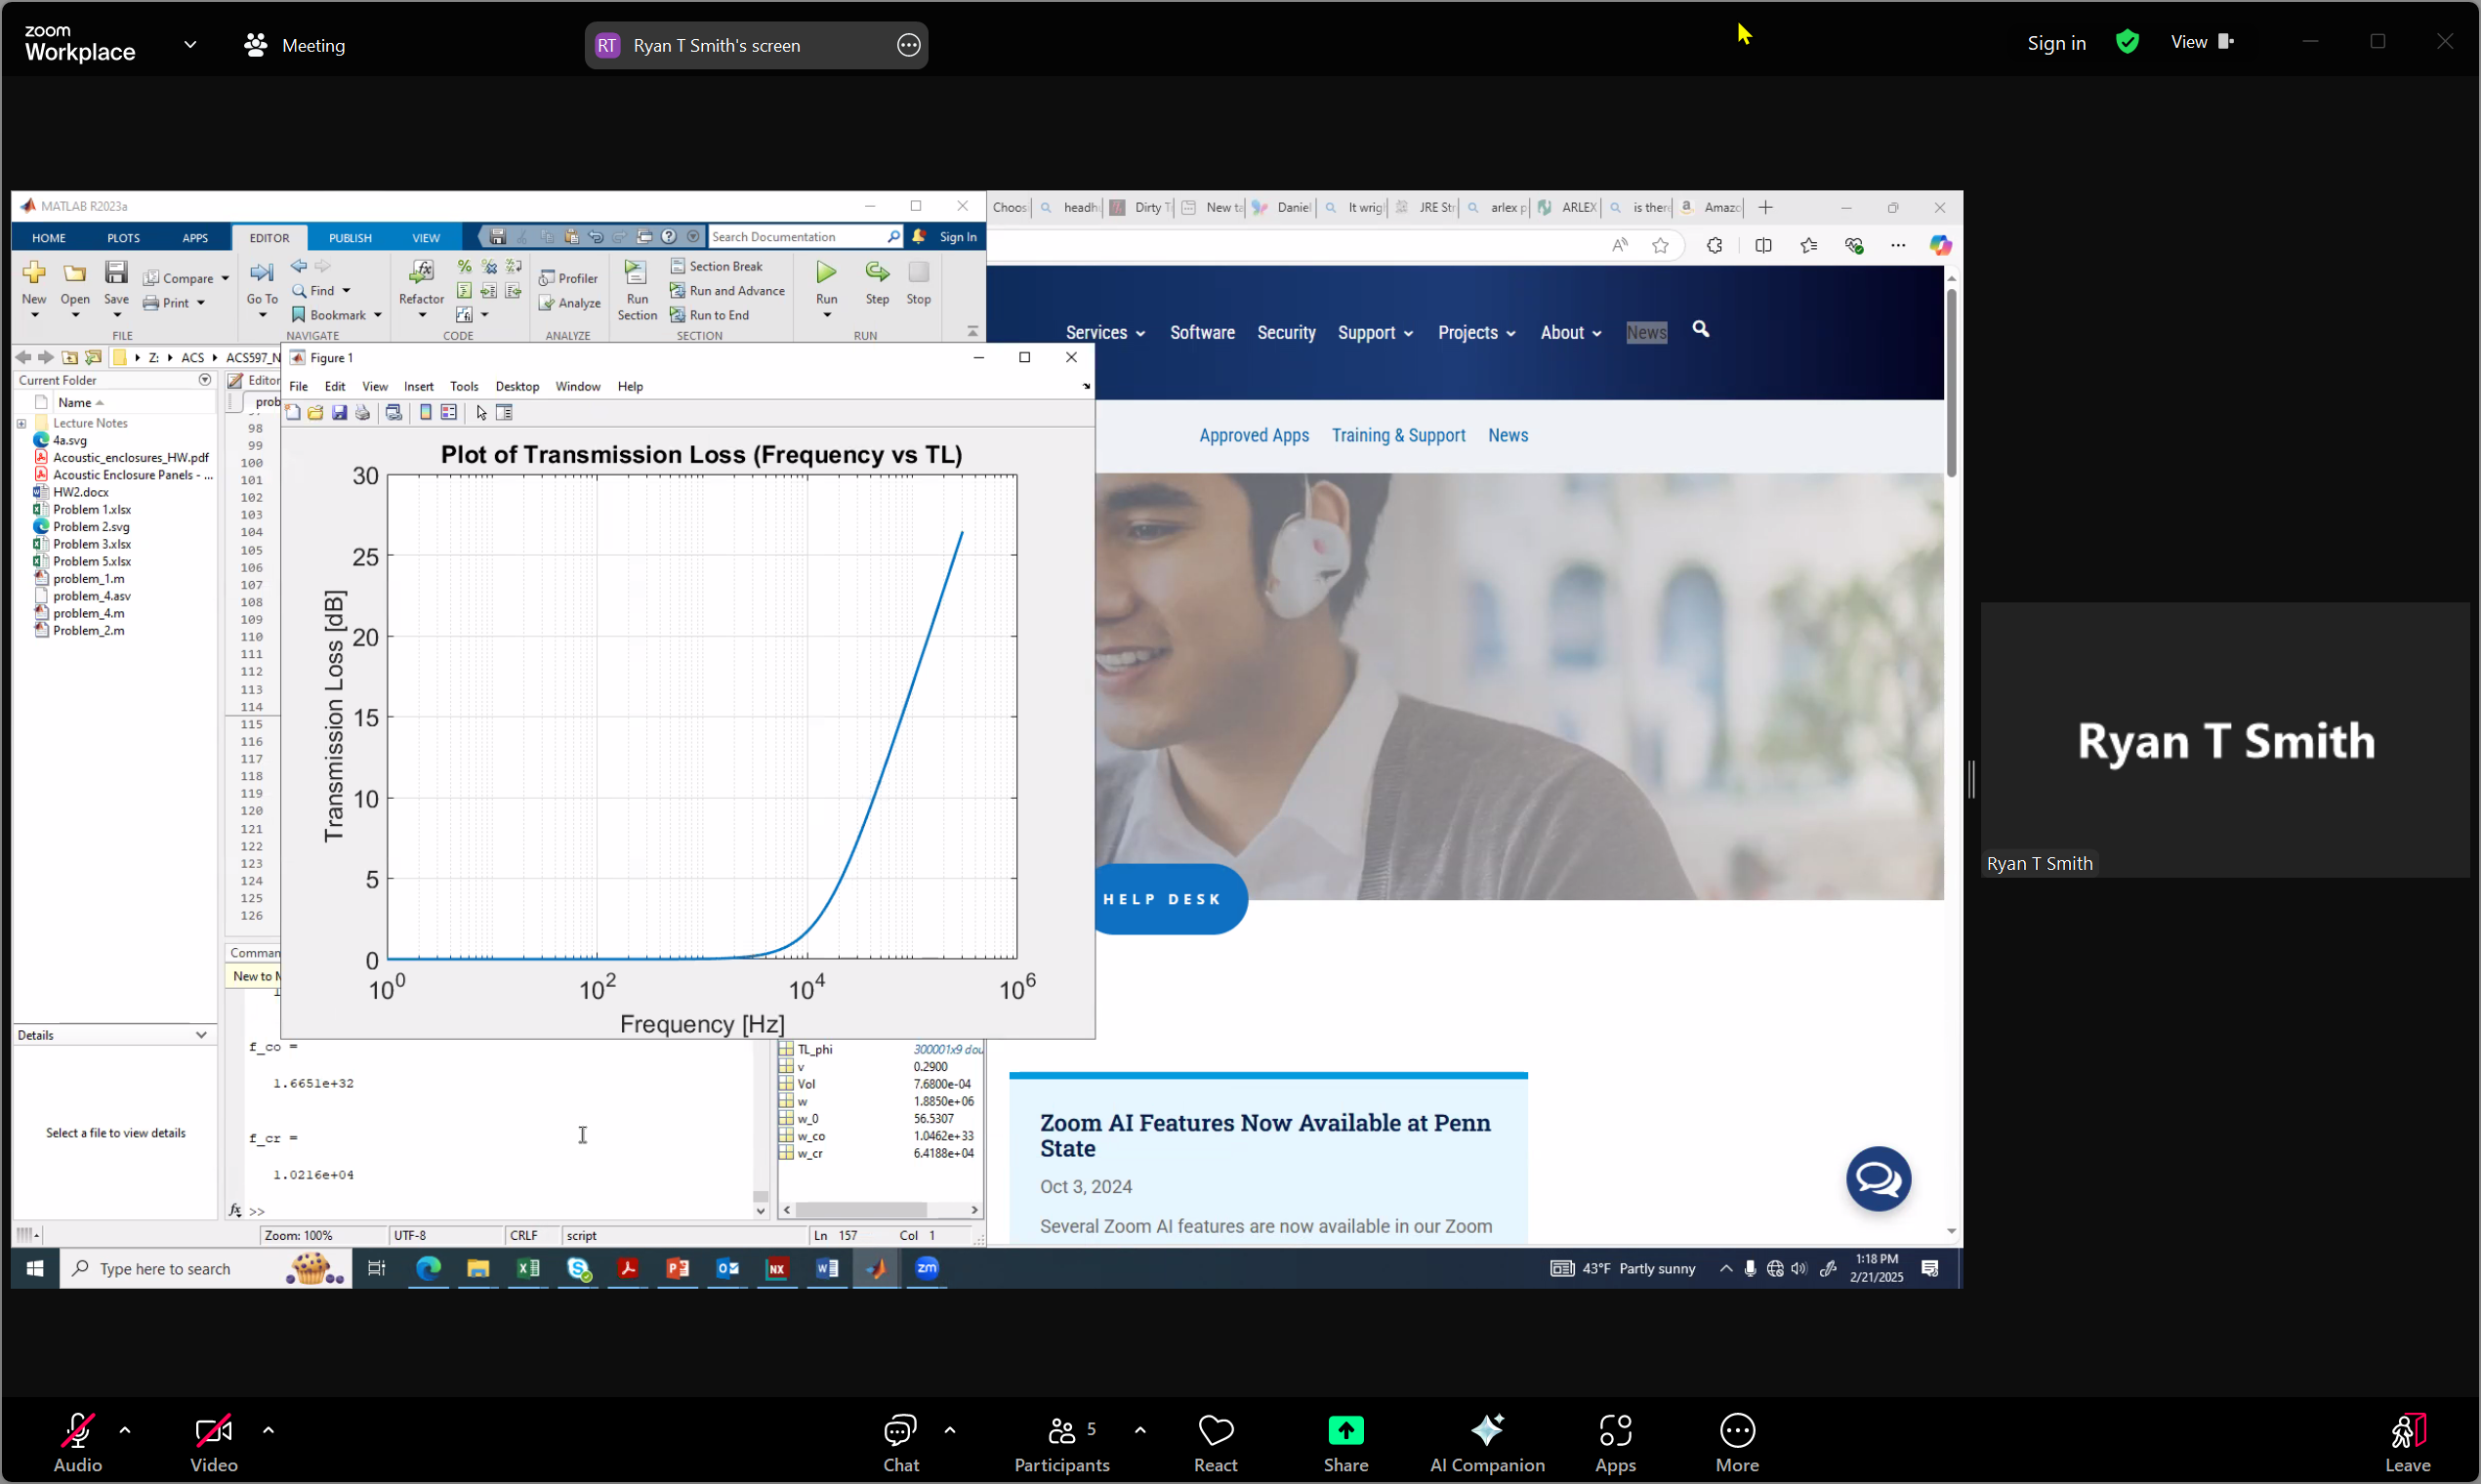 zoom
Workplace
Meeting
RT Ryan T Smith's screen
Sign in
View
MATLAB R2023a
HOME PLOTS APPS EDITOR PUBLISH VIEW
Search Documentation
Sign In
New Open Save
Compare
Print
FILE
Go To
Find
Bookmark
NAVIGATE
Refactor
CODE
Profiler
Analyze
ANALYZE
Run Section
Section Break
Run and Advance
Run to End
SECTION
Run Step Stop
RUN
Z: ACS ACS597_N
Current Folder
Name
Lecture Notes
4a.svg
Acoustic_enclosures_HW.pdf
Acoustic Enclosure Panels - ...
HW2.docx
Problem 1.xlsx
Problem 2.svg
Problem 3.xlsx
Problem 5.xlsx
problem_1.m
problem_4.asv
problem_4.m
Problem_2.m
Details
Select a file to view details
Editor
prob
98
99
100
101
102
103
104
105
106
107
108
109
110
111
112
113
114
115
116
117
118
119
120
121
122
123
124
125
126
Figure 1
File Edit View Insert Tools Desktop Window Help
Plot of Transmission Loss (Frequency vs TL)
Transmission Loss [dB]
30
25
20
15
10
5
0
10^0 10^2 10^4 10^6
Frequency [Hz]
Comman
New to M
f_co =
1.6651e+32
f_cr =
1.0216e+04
fx >>
TL_phi 300001x9 dou
v 0.2900
Vol 7.6800e-04
w 1.8850e+06
w_0 56.5307
w_co 1.0462e+33
w_cr 6.4188e+04
Zoom: 100% UTF-8 CRLF script Ln 157 Col 1
Choos headh Dirty T New ta Daniel It wrig JRE Str arlex p ARLEX is there Amazo
Services Software Security Support Projects About News
Approved Apps Training & Support News
HELP DESK
Zoom AI Features Now Available at Penn
State
Oct 3, 2024
Several Zoom AI features are now available in our Zoom
Type here to search
43°F Partly sunny
1:18 PM
2/21/2025
Ryan T Smith
Ryan T Smith
Audio Video Chat Participants 5 React Share AI Companion Apps More Leave